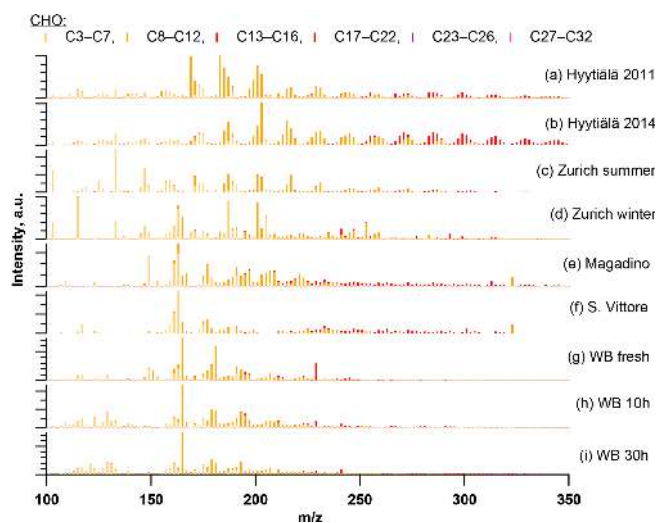 CHO:
C3–C7, C8–C12, C13–C16, C17–C22, C23–C26, C27–C32
(a) Hyytiälä 2011
(b) Hyytiälä 2014
(c) Zurich summer
(d) Zurich winter
(e) Magadino
(f) S. Vittore
(g) WB fresh
(h) WB 10h
(i) WB 30h
Intensity, a.u.
100 150 200 250 300 350
m/z